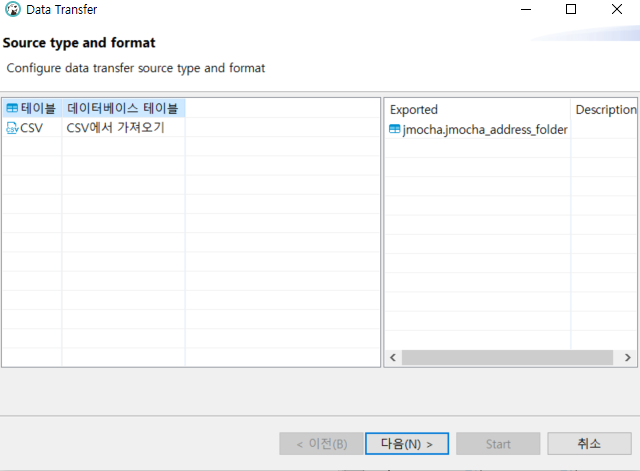 Data Transfer
Source type and format
Configure data transfer source type and format
테이블 데이터베이스 테이블
CSV CSV에서 가져오기
Exported Description
jmocha.jmocha_address_folder
< 이전(B) 다음(N) > Start 취소